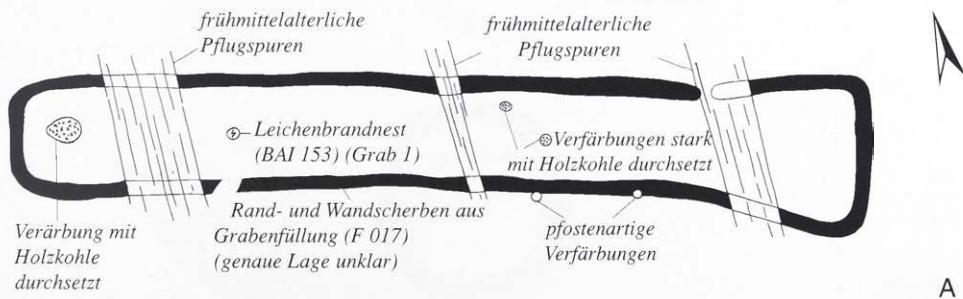 frühmittelalterliche
Pflugspuren
frühmittelalterliche
Pflugspuren
Leichenbrandnest
(BAI 153) (Grab 1)
Verfärbungen stark
mit Holzkohle durchsetzt
Rand- und Wandscherben aus
Grabenfüllung (F 017)
(genaue Lage unklar)
pfostenartige
Verfärbungen
Verärbung mit
Holzkohle
durchsetzt
A